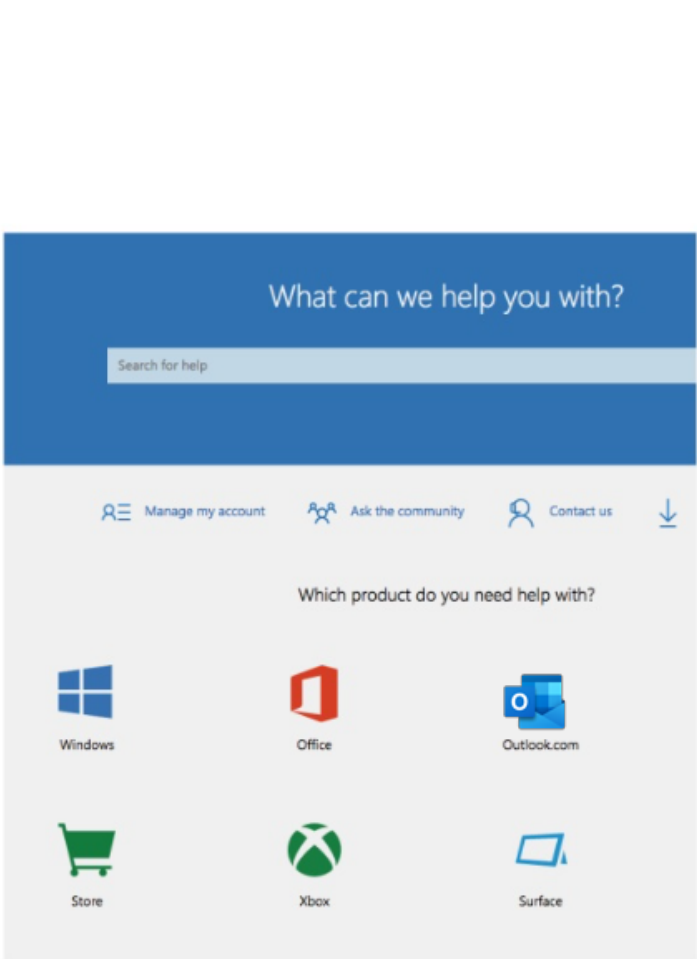 What can we help you with?
Search for help
Manage my account
Ask the community
Contact us
Which product do you need help with?
O
Windows
Office
Outlook.com
Store
Xbox
Surface